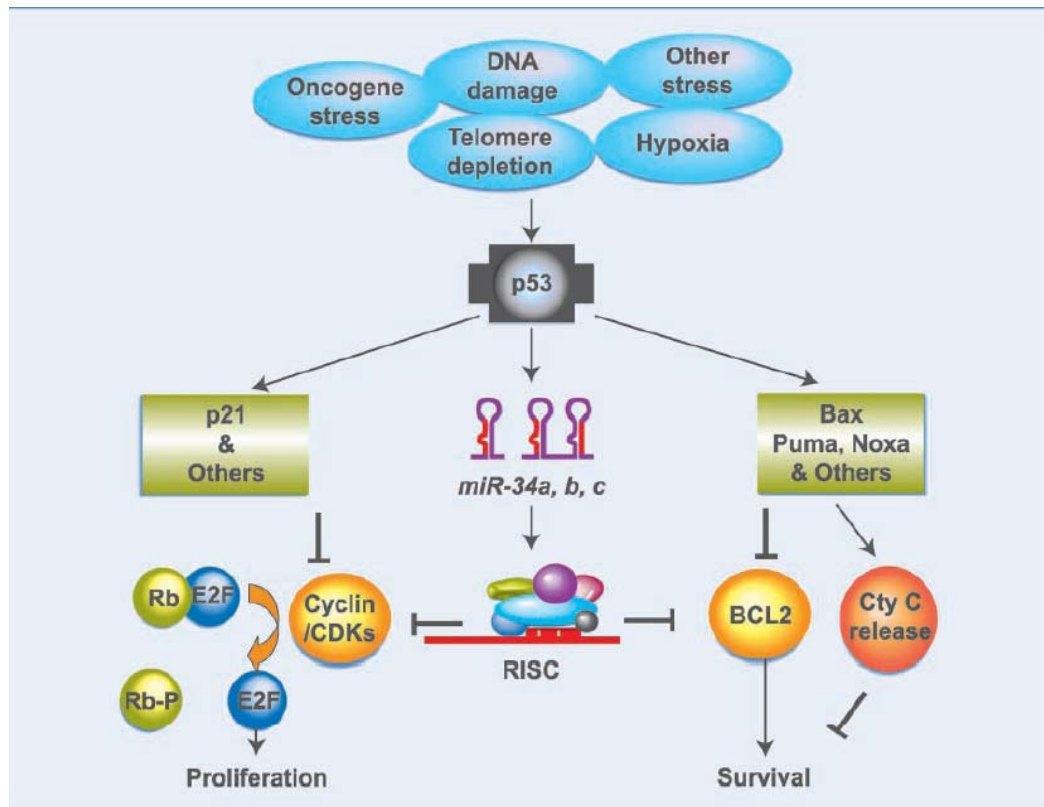 Oncogene
stress
DNA
damage
Other
stress
Telomere
depletion
Hypoxia
p53
p21
&
Others
miR-34a, b, c
Bax
Puma, Noxa
& Others
Rb
E2F
Cyclin
/CDKs
RISC
BCL2
Cty C
release
Rb-P
E2F
Proliferation
Survival